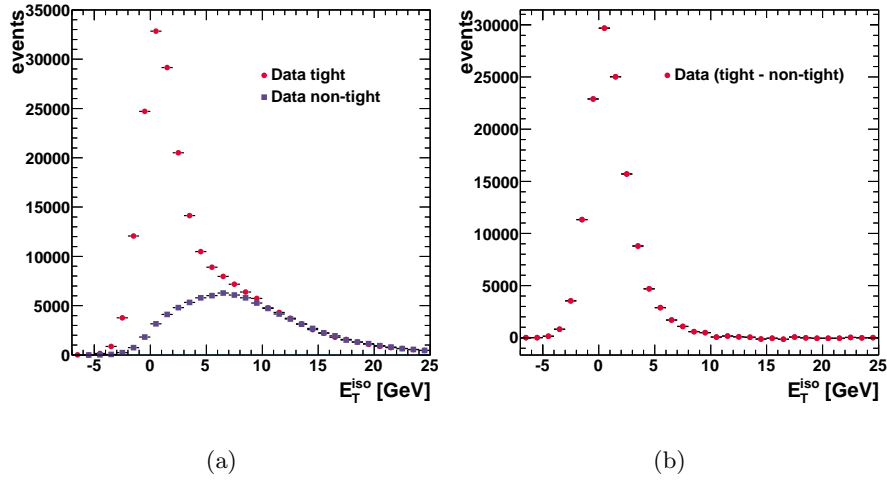 events
35000
30000
25000
20000
15000
10000
5000
0
-5 0 5 10 15 20 25
E_T^iso [GeV]
Data tight
Data non-tight
(a)
events
30000
25000
20000
15000
10000
5000
0
-5 0 5 10 15 20 25
E_T^iso [GeV]
Data (tight - non-tight)
(b)